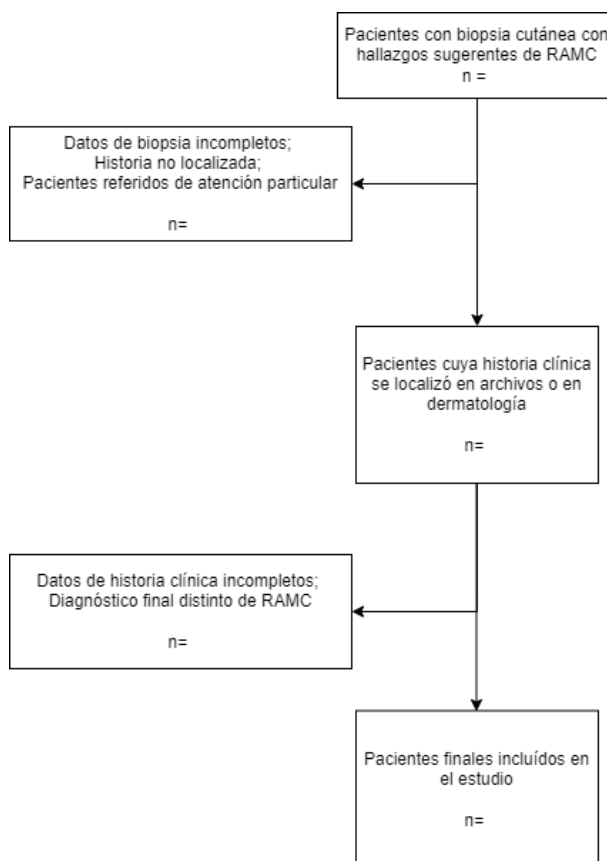 Pacientes con biopsia cutánea con
hallazgos sugerentes de RAMC
n =
Datos de biopsia incompletos;
Historia no localizada;
Pacientes referidos de atención particular
n=
Pacientes cuya historia clínica
se localizó en archivos o en
dermatología
n=
Datos de historia clínica incompletos;
Diagnóstico final distinto de RAMC
n=
Pacientes finales incluídos en
el estudio
n=